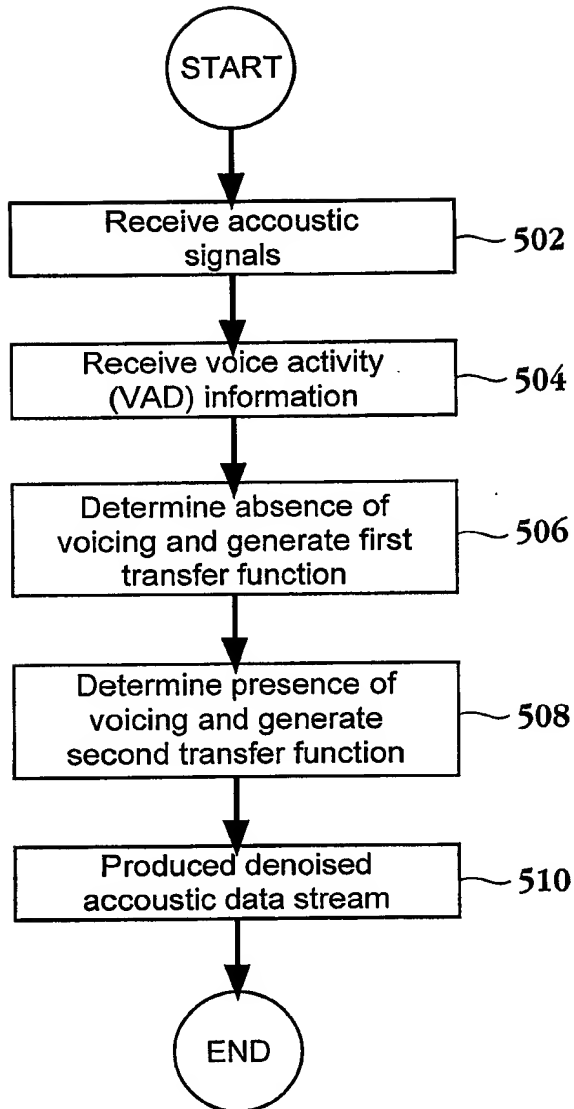 START
Receive accoustic
signals
502
Receive voice activity
(VAD) information
504
Determine absence of
voicing and generate first
transfer function
506
Determine presence of
voicing and generate
second transfer function
508
Produced denoised
accoustic data stream
510
END